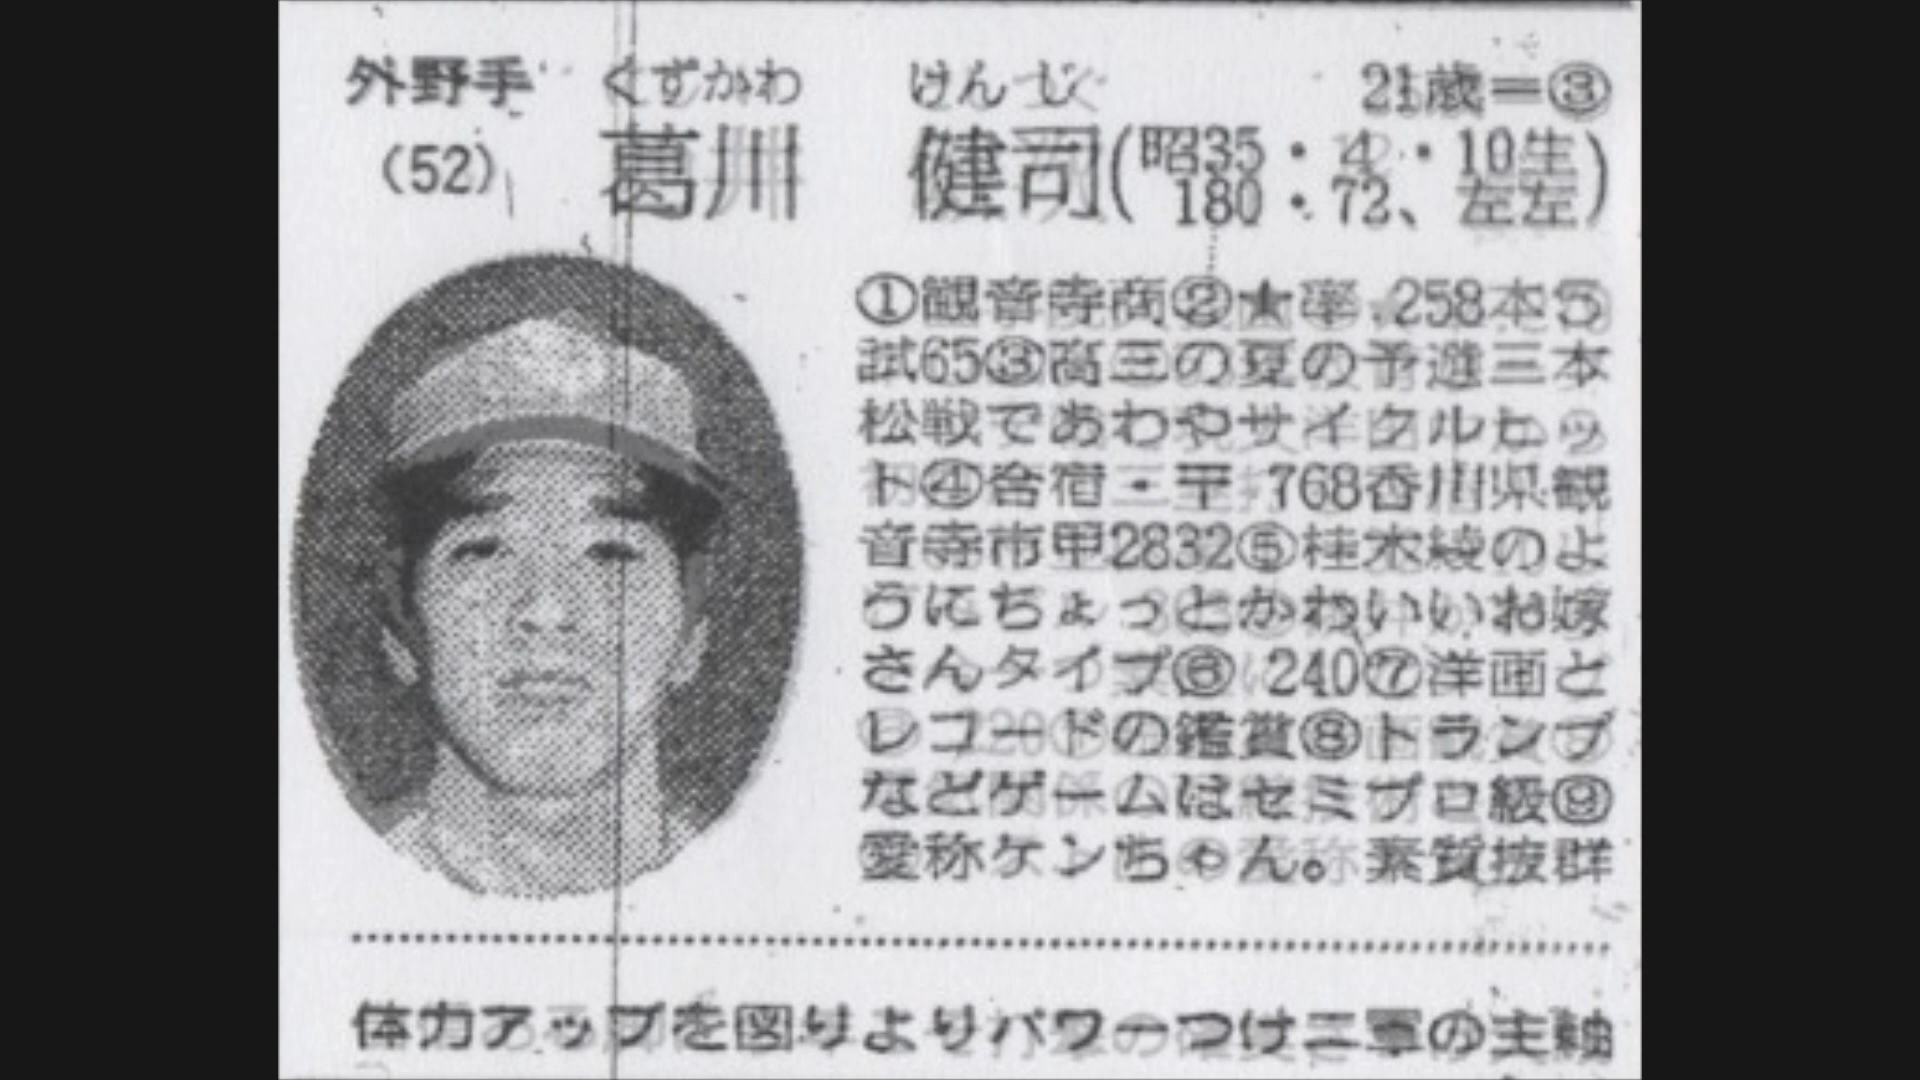 外野手 くずかわ けんじ 21歳=③
(52) 葛川 健司(昭35・4・10生
180・72、左左)
①観音寺商②★率.258本⑤
試65③高三の夏の予選三本
松戦であわやサイクルヒッ
ト④合宿・〒768香川県観
音寺市甲2832⑤桂木綾のよ
うにちょっとかわいいお嫁
さんタイプ⑥240⑦洋画と
レコードの鑑賞⑧トランプ
などゲームはセミプロ級⑨
愛称ケンちゃん。素質抜群
体力アップを図りよりパワーつけ二軍の主軸